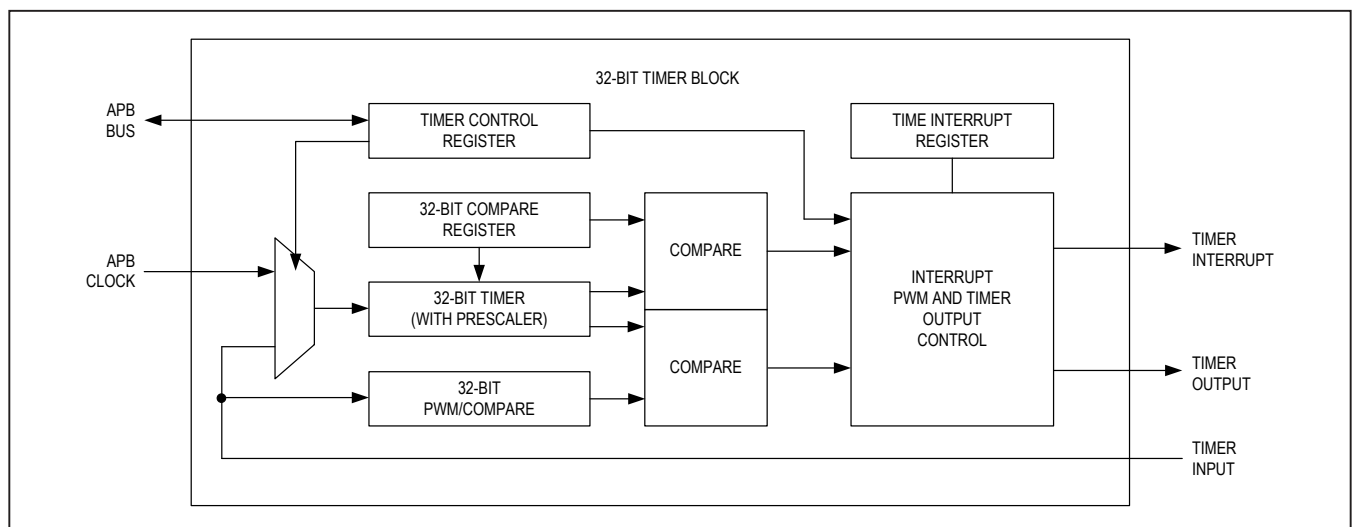 32-BIT TIMER BLOCK
APB
BUS
TIMER CONTROL
REGISTER
TIME INTERRUPT
REGISTER
32-BIT COMPARE
REGISTER
COMPARE
APB
CLOCK
32-BIT TIMER
(WITH PRESCALER)
INTERRUPT
PWM AND TIMER
OUTPUT
CONTROL
TIMER
INTERRUPT
COMPARE
32-BIT
PWM/COMPARE
TIMER
OUTPUT
TIMER
INPUT